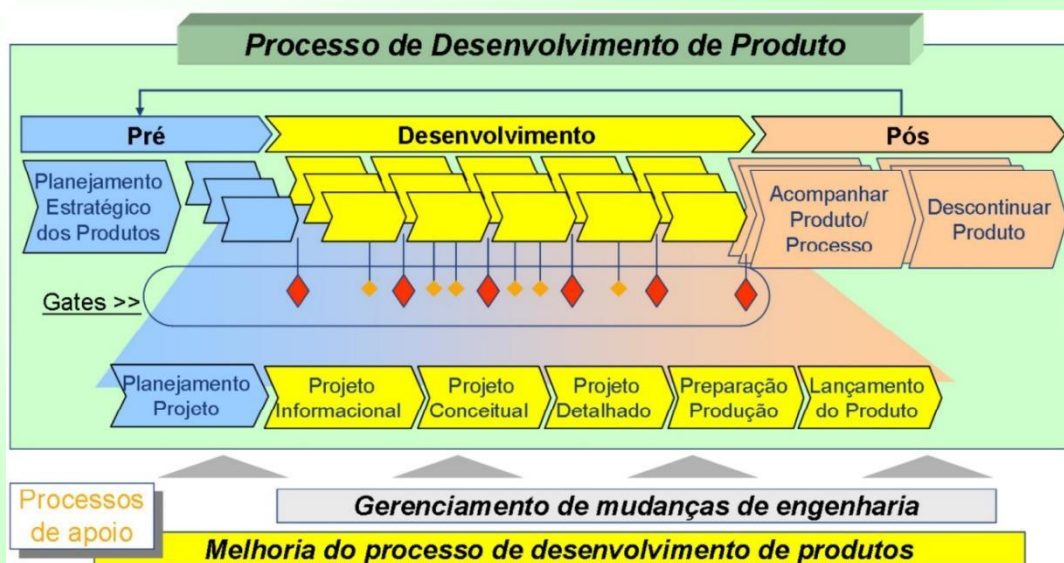 Processo de Desenvolvimento de Produto
Pré
Desenvolvimento
Pós
Planejamento
Estratégico
dos Produtos
Acompanhar
Produto/
Processo
Descontinuar
Produto
Gates >>
Planejamento
Projeto
Projeto
Informacional
Projeto
Conceitual
Projeto
Detalhado
Preparação
Produção
Lançamento
do Produto
Processos
de apoio
Gerenciamento de mudanças de engenharia
Melhoria do processo de desenvolvimento de produtos